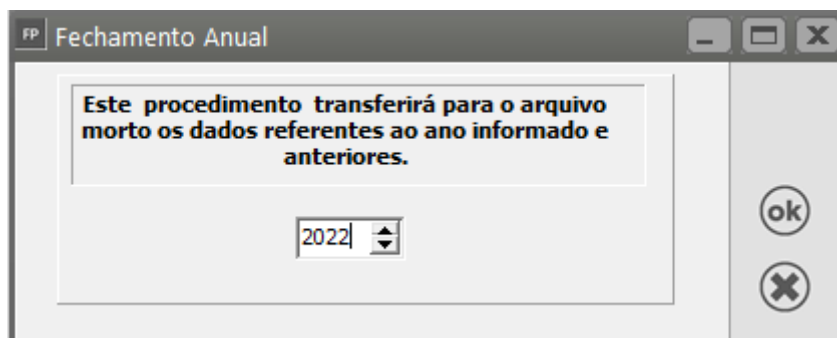 FP Fechamento Anual
Este procedimento transferirá para o arquivo
morto os dados referentes ao ano informado e
anteriores.
2022
ok